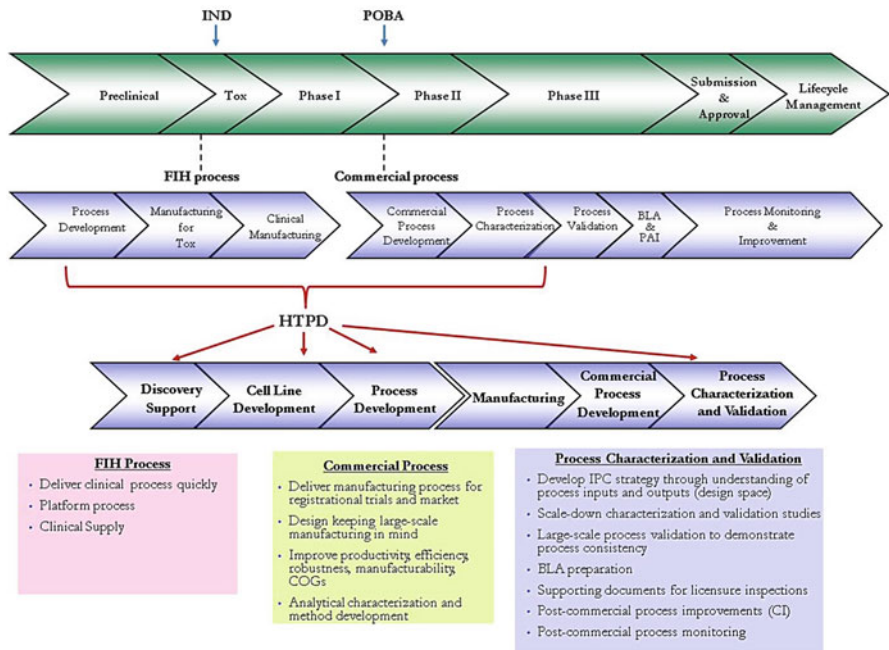 IND
POBA
Preclinical
Tox
Phase I
Phase II
Phase III
Submission
&
Approval
Lifecycle
Management
FIH process
Commercial process
Process
Development
Manufacturing
for
Tox
Clinical
Manufacturing
Commercial
Process
Development
Process
Characterization
Process
Validation
BLA
&
PAI
Process Monitoring
&
Improvement
HTPD
Discovery
Support
Cell Line
Development
Process
Development
Manufacturing
Commercial
Process
Development
Process
Characterization
and Validation
FIH Process
• Deliver clinical process quickly
• Platform process
• Clinical Supply
Commercial Process
• Deliver manufacturing process for
registrational trials and market
• Design keeping large-scale
manufacturing in mind
• Improve productivity, efficiency,
robustness, manufacturability,
COGs
• Analytical characterization and
method development
Process Characterization and Validation
• Develop IPC strategy through understanding of
process inputs and outputs (design space)
• Scale-down characterization and validation studies
• Large-scale process validation to demonstrate
process consistency
• BLA preparation
• Supporting documents for licensure inspections
• Post-commercial process improvements (CI)
• Post-commercial process monitoring